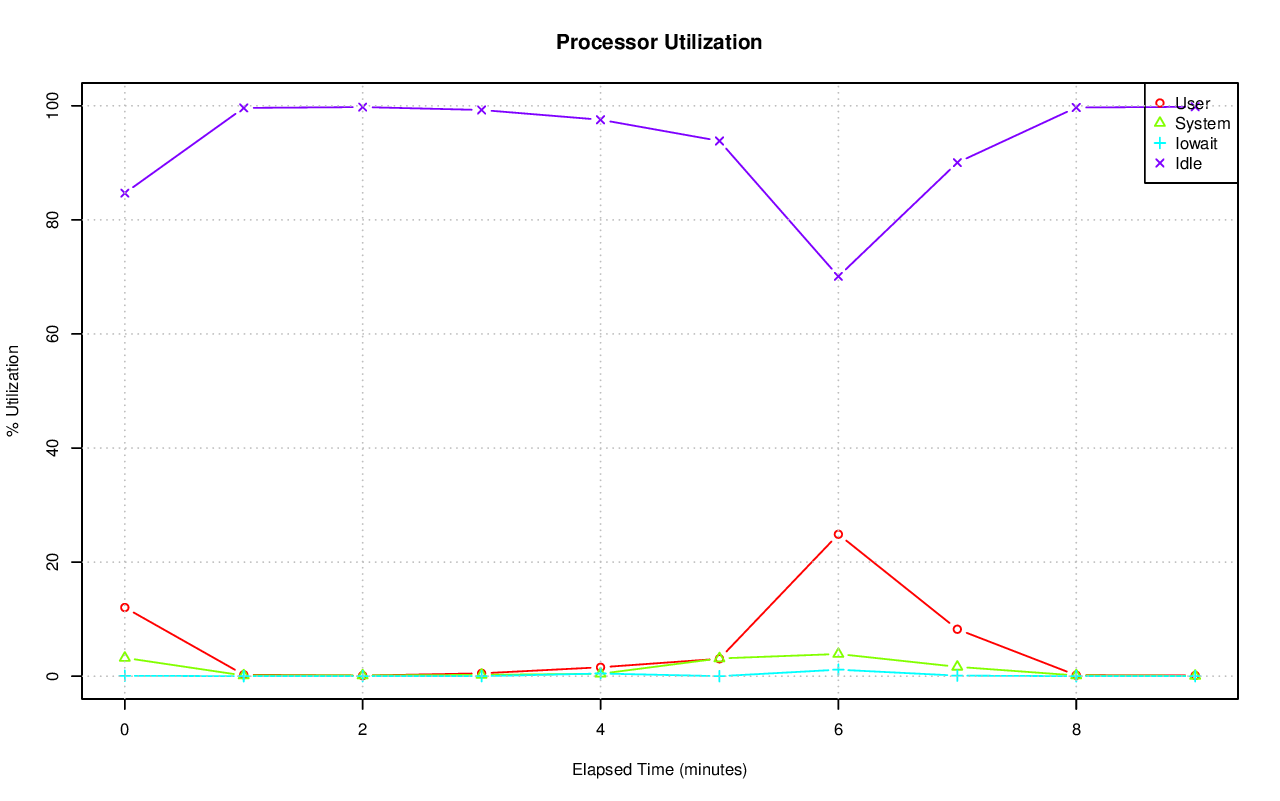 Processor Utilization
% Utilization
100
80
60
40
20
0
User
System
Iowait
Idle
0 2 4 6 8
Elapsed Time (minutes)